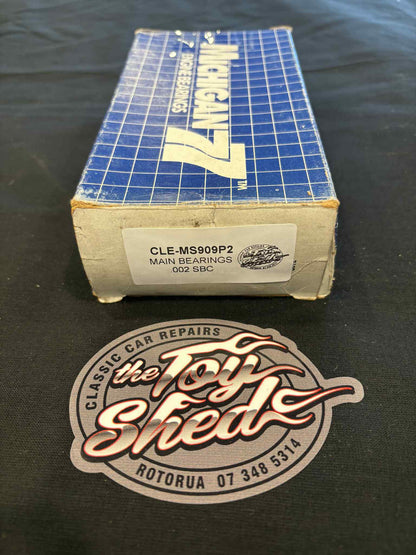 MICHIGAN
77™
ENGINE BEARINGS
CLE-MS909P2
MAIN BEARINGS
.002 SBC
CLASSIC CAR REPAIRS
the Toy
Shed
ROTORUA 07 348 5314